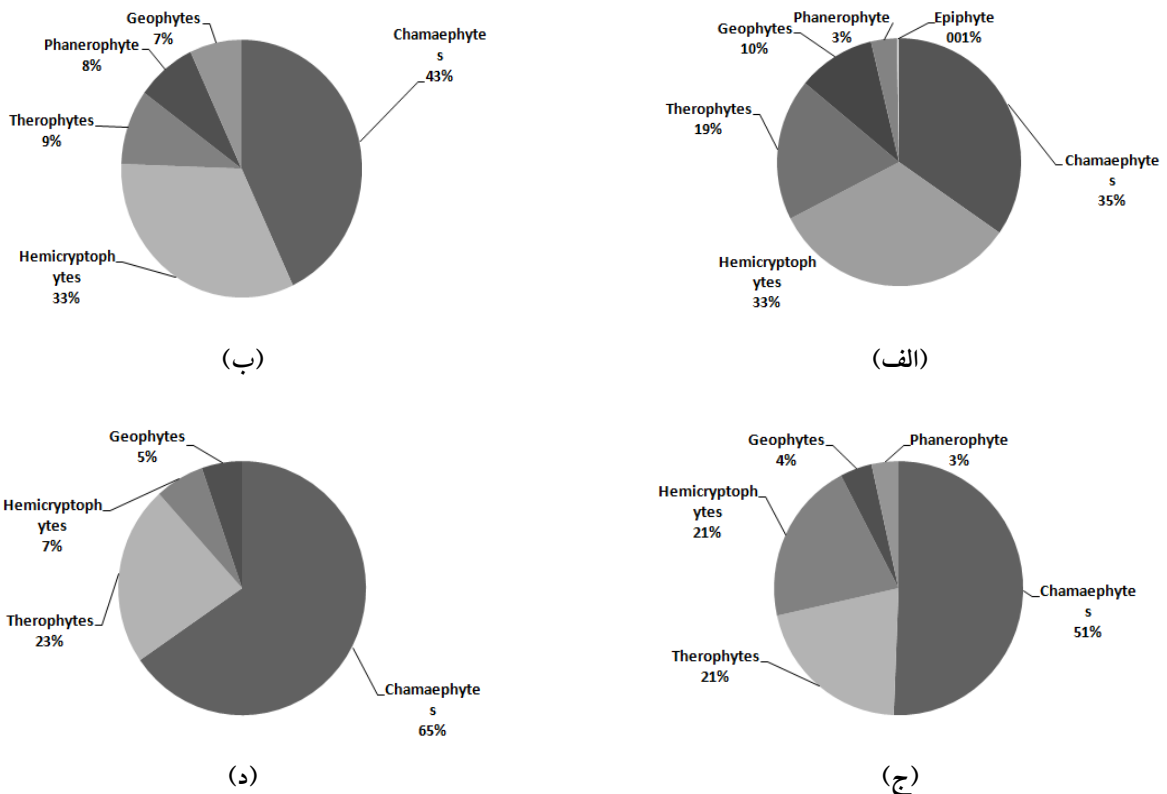 Geophytes
7%
Phanerophyte
8%
Therophytes
9%
Hemicryptoph
ytes
33%
Chamaephyte
s
43%
(ب)
Epiphyte
001%
Phanerophyte
3%
Geophytes
10%
Therophytes
19%
Hemicryptoph
ytes
33%
Chamaephyte
s
35%
(الف)
Geophytes
5%
Hemicryptoph
ytes
7%
Therophytes
23%
Chamaephyte
s
65%
(د)
Geophytes
4%
Phanerophyte
3%
Hemicryptoph
ytes
21%
Therophytes
21%
Chamaephyte
s
51%
(ج)